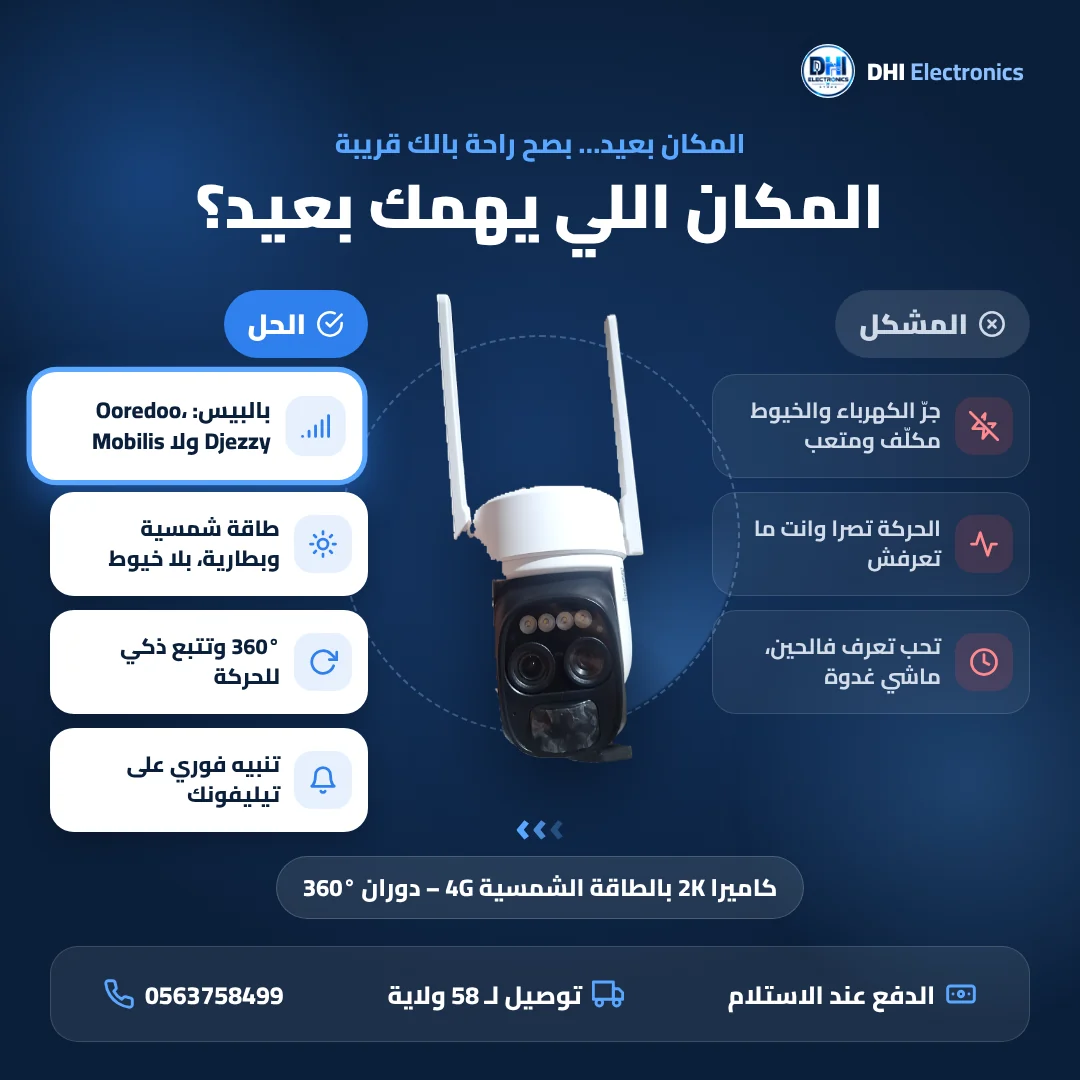 DHI
ELECTRONICS
STORE
DHI Electronics
المكان بعيد... بصح راحة بالك قريبة
المكان اللي يهمك بعيد؟
المشكل
جرّ الكهرباء والخيوط
مكلّف ومتعب
الحركة تصرا وانت ما
تعرفش
تحب تعرف فالحين،
ماشي غدوة
الحل
بالبيس: Ooredoo،
Djezzy ولا Mobilis
طاقة شمسية
وبطارية، بلا خيوط
360° وتتبع ذكي
للحركة
تنبيه فوري على
تيليفونك
كاميرا 2K بالطاقة الشمسية 4G – دوران 360°
الدفع عند الاستلام
توصيل لـ 58 ولاية
0563758499